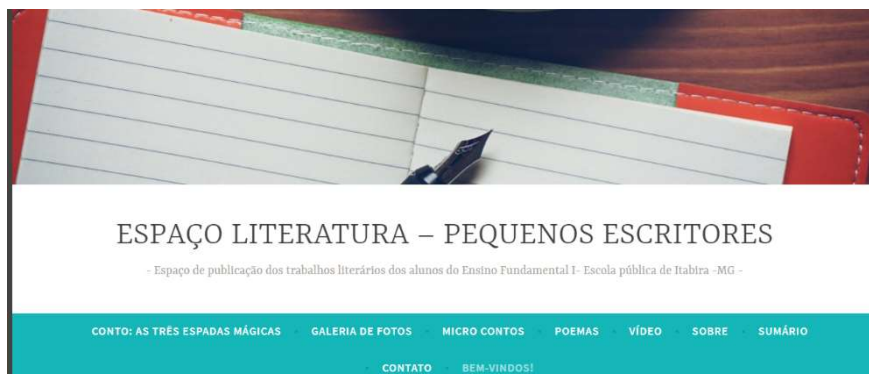 ESPAÇO LITERATURA – PEQUENOS ESCRITORES
- Espaço de publicação dos trabalhos literários dos alunos do Ensino Fundamental I- Escola pública de Itabira -MG -
CONTO: AS TRÊS ESPADAS MÁGICAS GALERIA DE FOTOS MICRO CONTOS POEMAS VÍDEO SOBRE SUMÁRIO
CONTATO BEM-VINDOS!